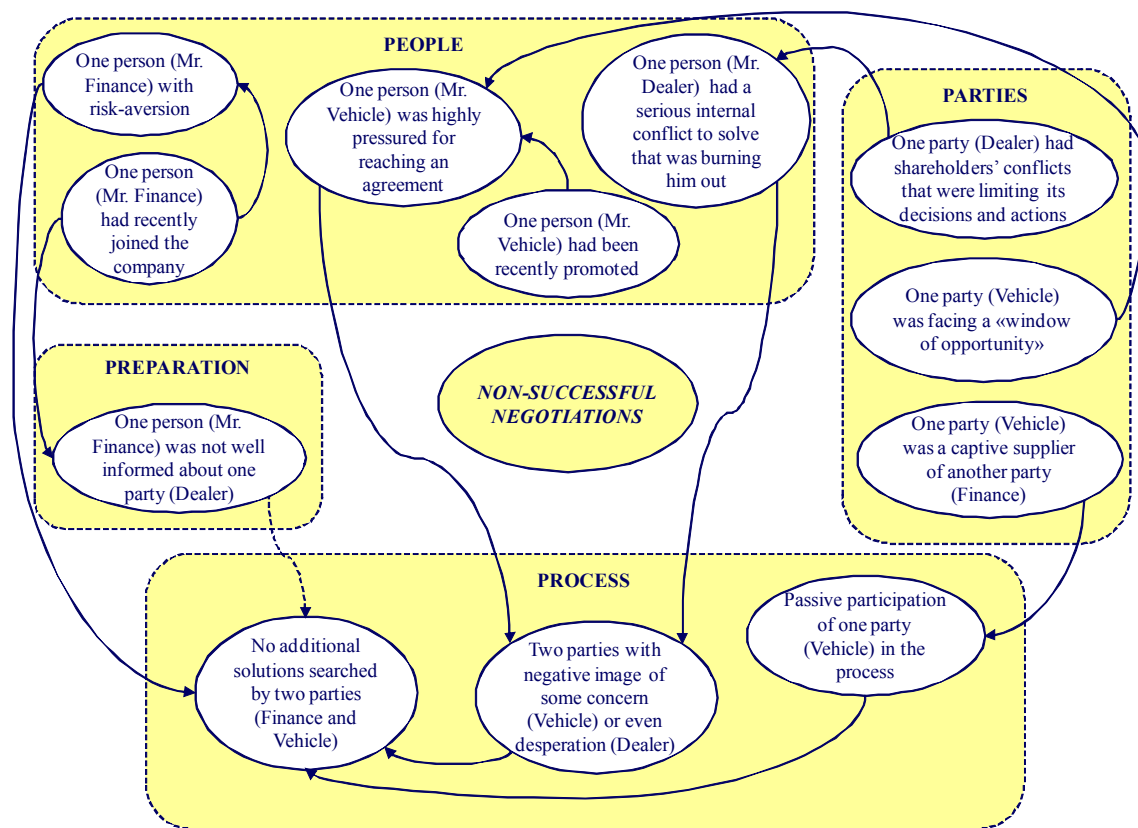 PEOPLE
One person (Mr.
Finance) with
risk-aversion
One person
(Mr. Finance)
had recently
joined the
company
One person (Mr.
Vehicle) was highly
pressured for
reaching an
agreement
One person (Mr.
Dealer) had a
serious internal
conflict to solve
that was burning
him out
One person (Mr.
Vehicle) had been
recently promoted
PARTIES
One party (Dealer) had
shareholders’ conflicts
that were limiting its
decisions and actions
One party (Vehicle)
was facing a «window
of opportunity»
One party (Vehicle)
was a captive supplier
of another party
(Finance)
PREPARATION
One person (Mr.
Finance) was not well
informed about one
party (Dealer)
NON-SUCCESSFUL
NEGOTIATIONS
PROCESS
No additional
solutions searched
by two parties
(Finance and
Vehicle)
Two parties with
negative image of
some concern
(Vehicle) or even
desperation (Dealer)
Passive participation
of one party
(Vehicle) in the
process